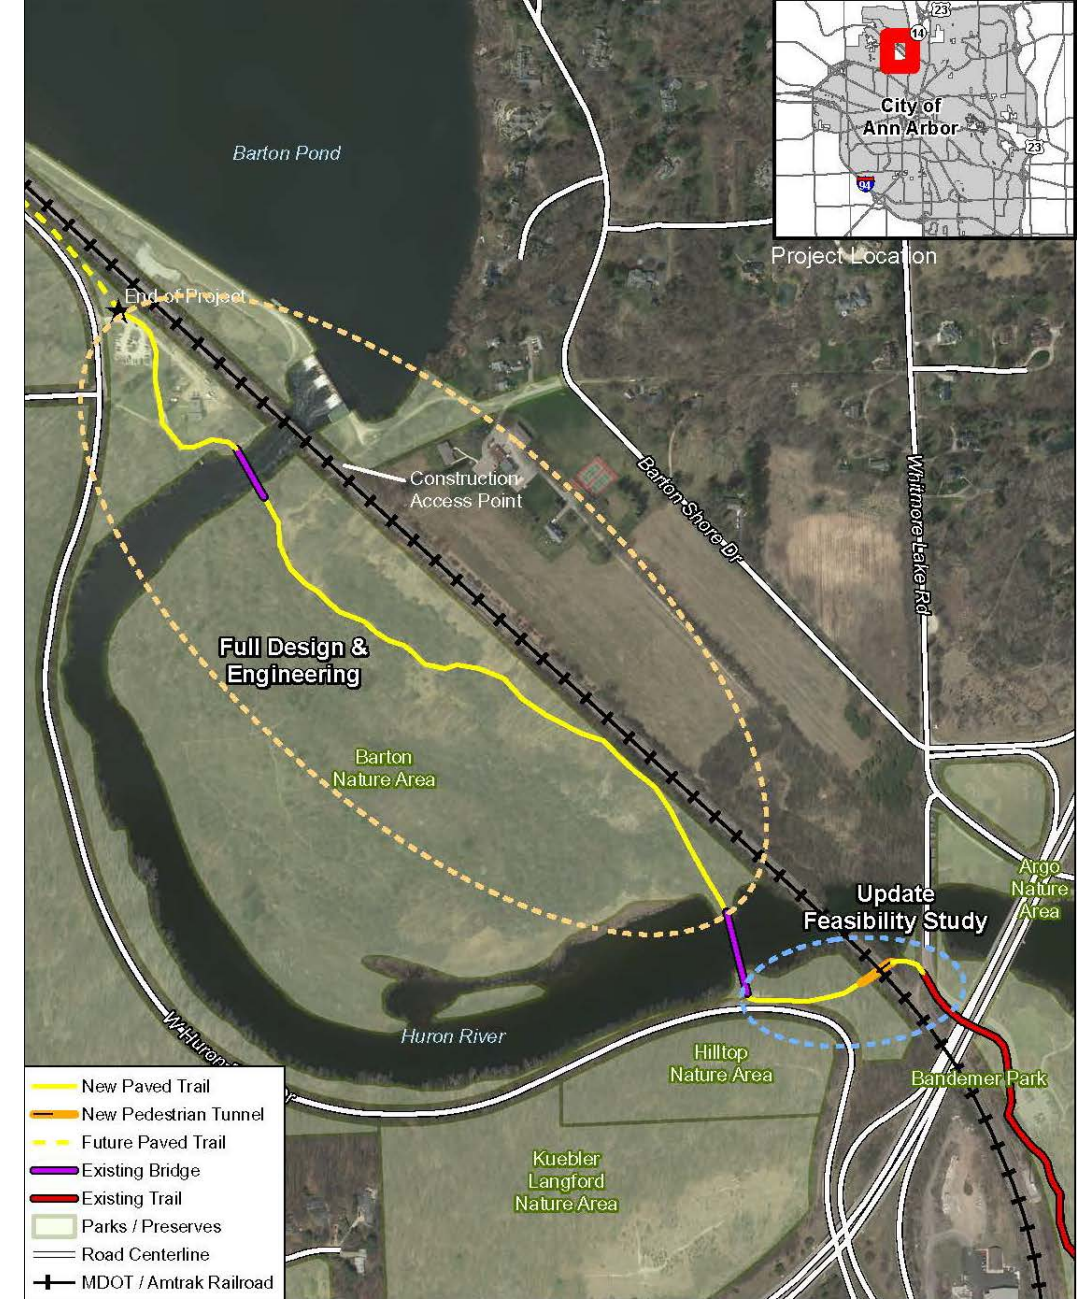 23
14
City of
Ann Arbor
23
94
Project Location
Barton Pond
End of Project
Construction
Access Point
Barton Shore Dr
Whitmore Lake Rd
Full Design &
Engineering
Barton
Nature Area
Argo
Nature
Area
Update
Feasibility Study
Huron River
W Huron
Hilltop
Nature Area
Bandemer Park
Kuebler
Langford
Nature Area
New Paved Trail
New Pedestrian Tunnel
Future Paved Trail
Existing Bridge
Existing Trail
Parks / Preserves
Road Centerline
MDOT / Amtrak Railroad